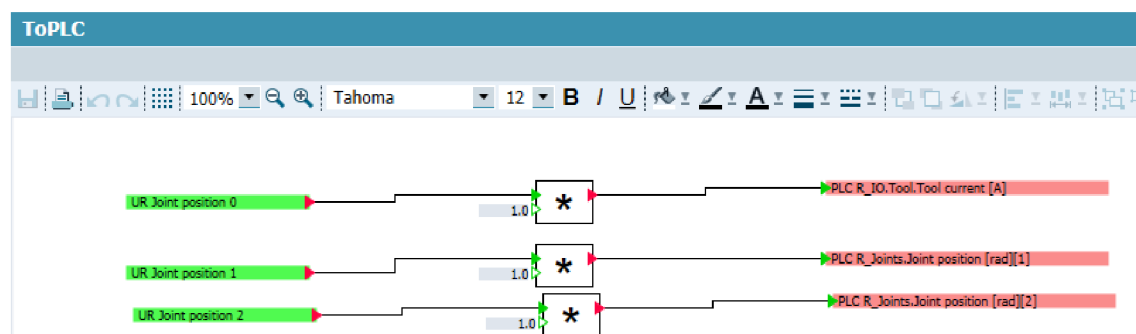 ToPLC
100% Tahoma 12 B I U A
UR Joint position 0 1.0 * PLC R_IO.Tool.Tool current [A]
UR Joint position 1 1.0 * PLC R_Joints.Joint position [rad][1]
UR Joint position 2 1.0 * PLC R_Joints.Joint position [rad][2]